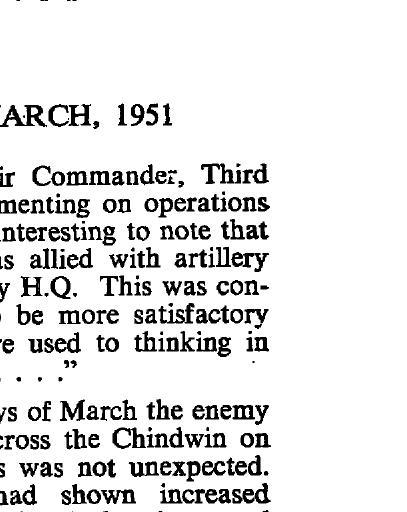 ARCH, 1951
ir Commander, Third
menting on operations
nteresting to note that
s allied with artillery
y H.Q. This was con-
be more satisfactory
e used to thinking in
. . . ."
ys of March the enemy
cross the Chindwin on
s was not unexpected.
had shown increased